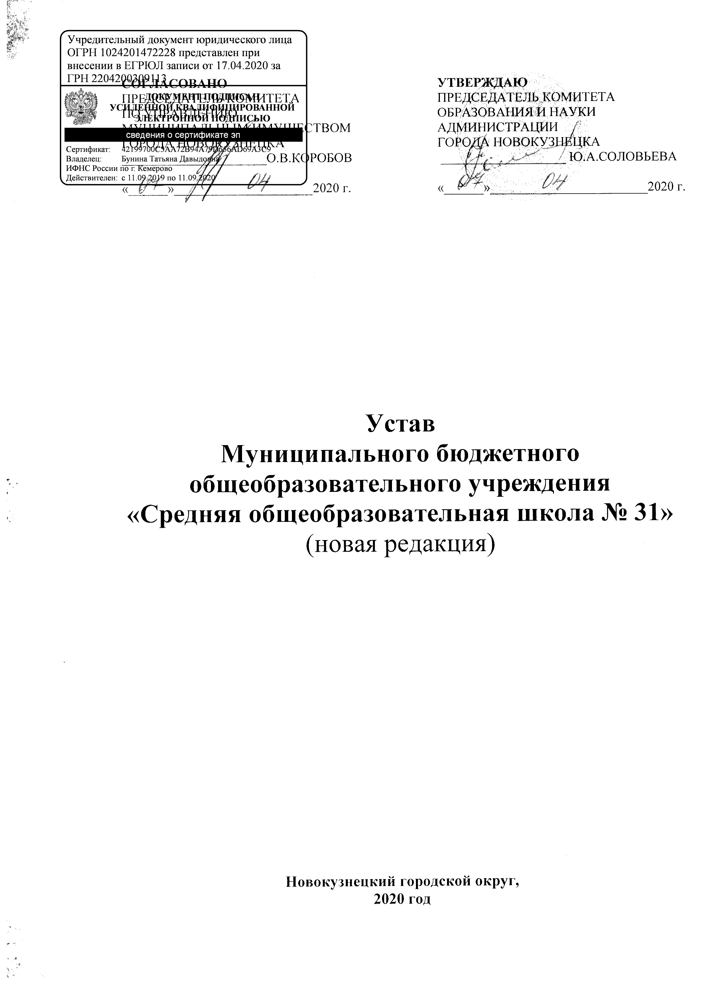 Учредительный документ юридического лица
ОГРН 1024201472228 представлен при
внесении в ЕГРЮЛ записи от 17.04.2020 за
ГРН 2204200309113
ДОКУМЕНТ ПОДПИСАН
УСИЛЕННОЙ КВАЛИФИЦИРОВАННОЙ
ЭЛЕКТРОННОЙ ПОДПИСЬЮ
сведения о сертификате эп
Сертификат: 42199700C5AA72B94A79D656AD69A3C9
Владелец: Бунина Татьяна Давыдовна
ИФНС России по г. Кемерово
Действителен: с 11.09.2019 по 11.09.2020
СОГЛАСОВАНО
ПРЕДСЕДАТЕЛЬ КОМИТЕТА
ПО УПРАВЛЕНИЮ
МУНИЦИПАЛЬНЫМ ИМУЩЕСТВОМ
ГОРОДА НОВОКУЗНЕЦКА
О.В.КОРОБОВ
«07» 04 2020 г.
УТВЕРЖДАЮ
ПРЕДСЕДАТЕЛЬ КОМИТЕТА
ОБРАЗОВАНИЯ И НАУКИ
АДМИНИСТРАЦИИ
ГОРОДА НОВОКУЗНЕЦКА
Ю.А.СОЛОВЬЕВА
«07» 04 2020 г.
Устав
Муниципального бюджетного
общеобразовательного учреждения
«Средняя общеобразовательная школа № 31»
(новая редакция)
Новокузнецкий городской округ,
2020 год